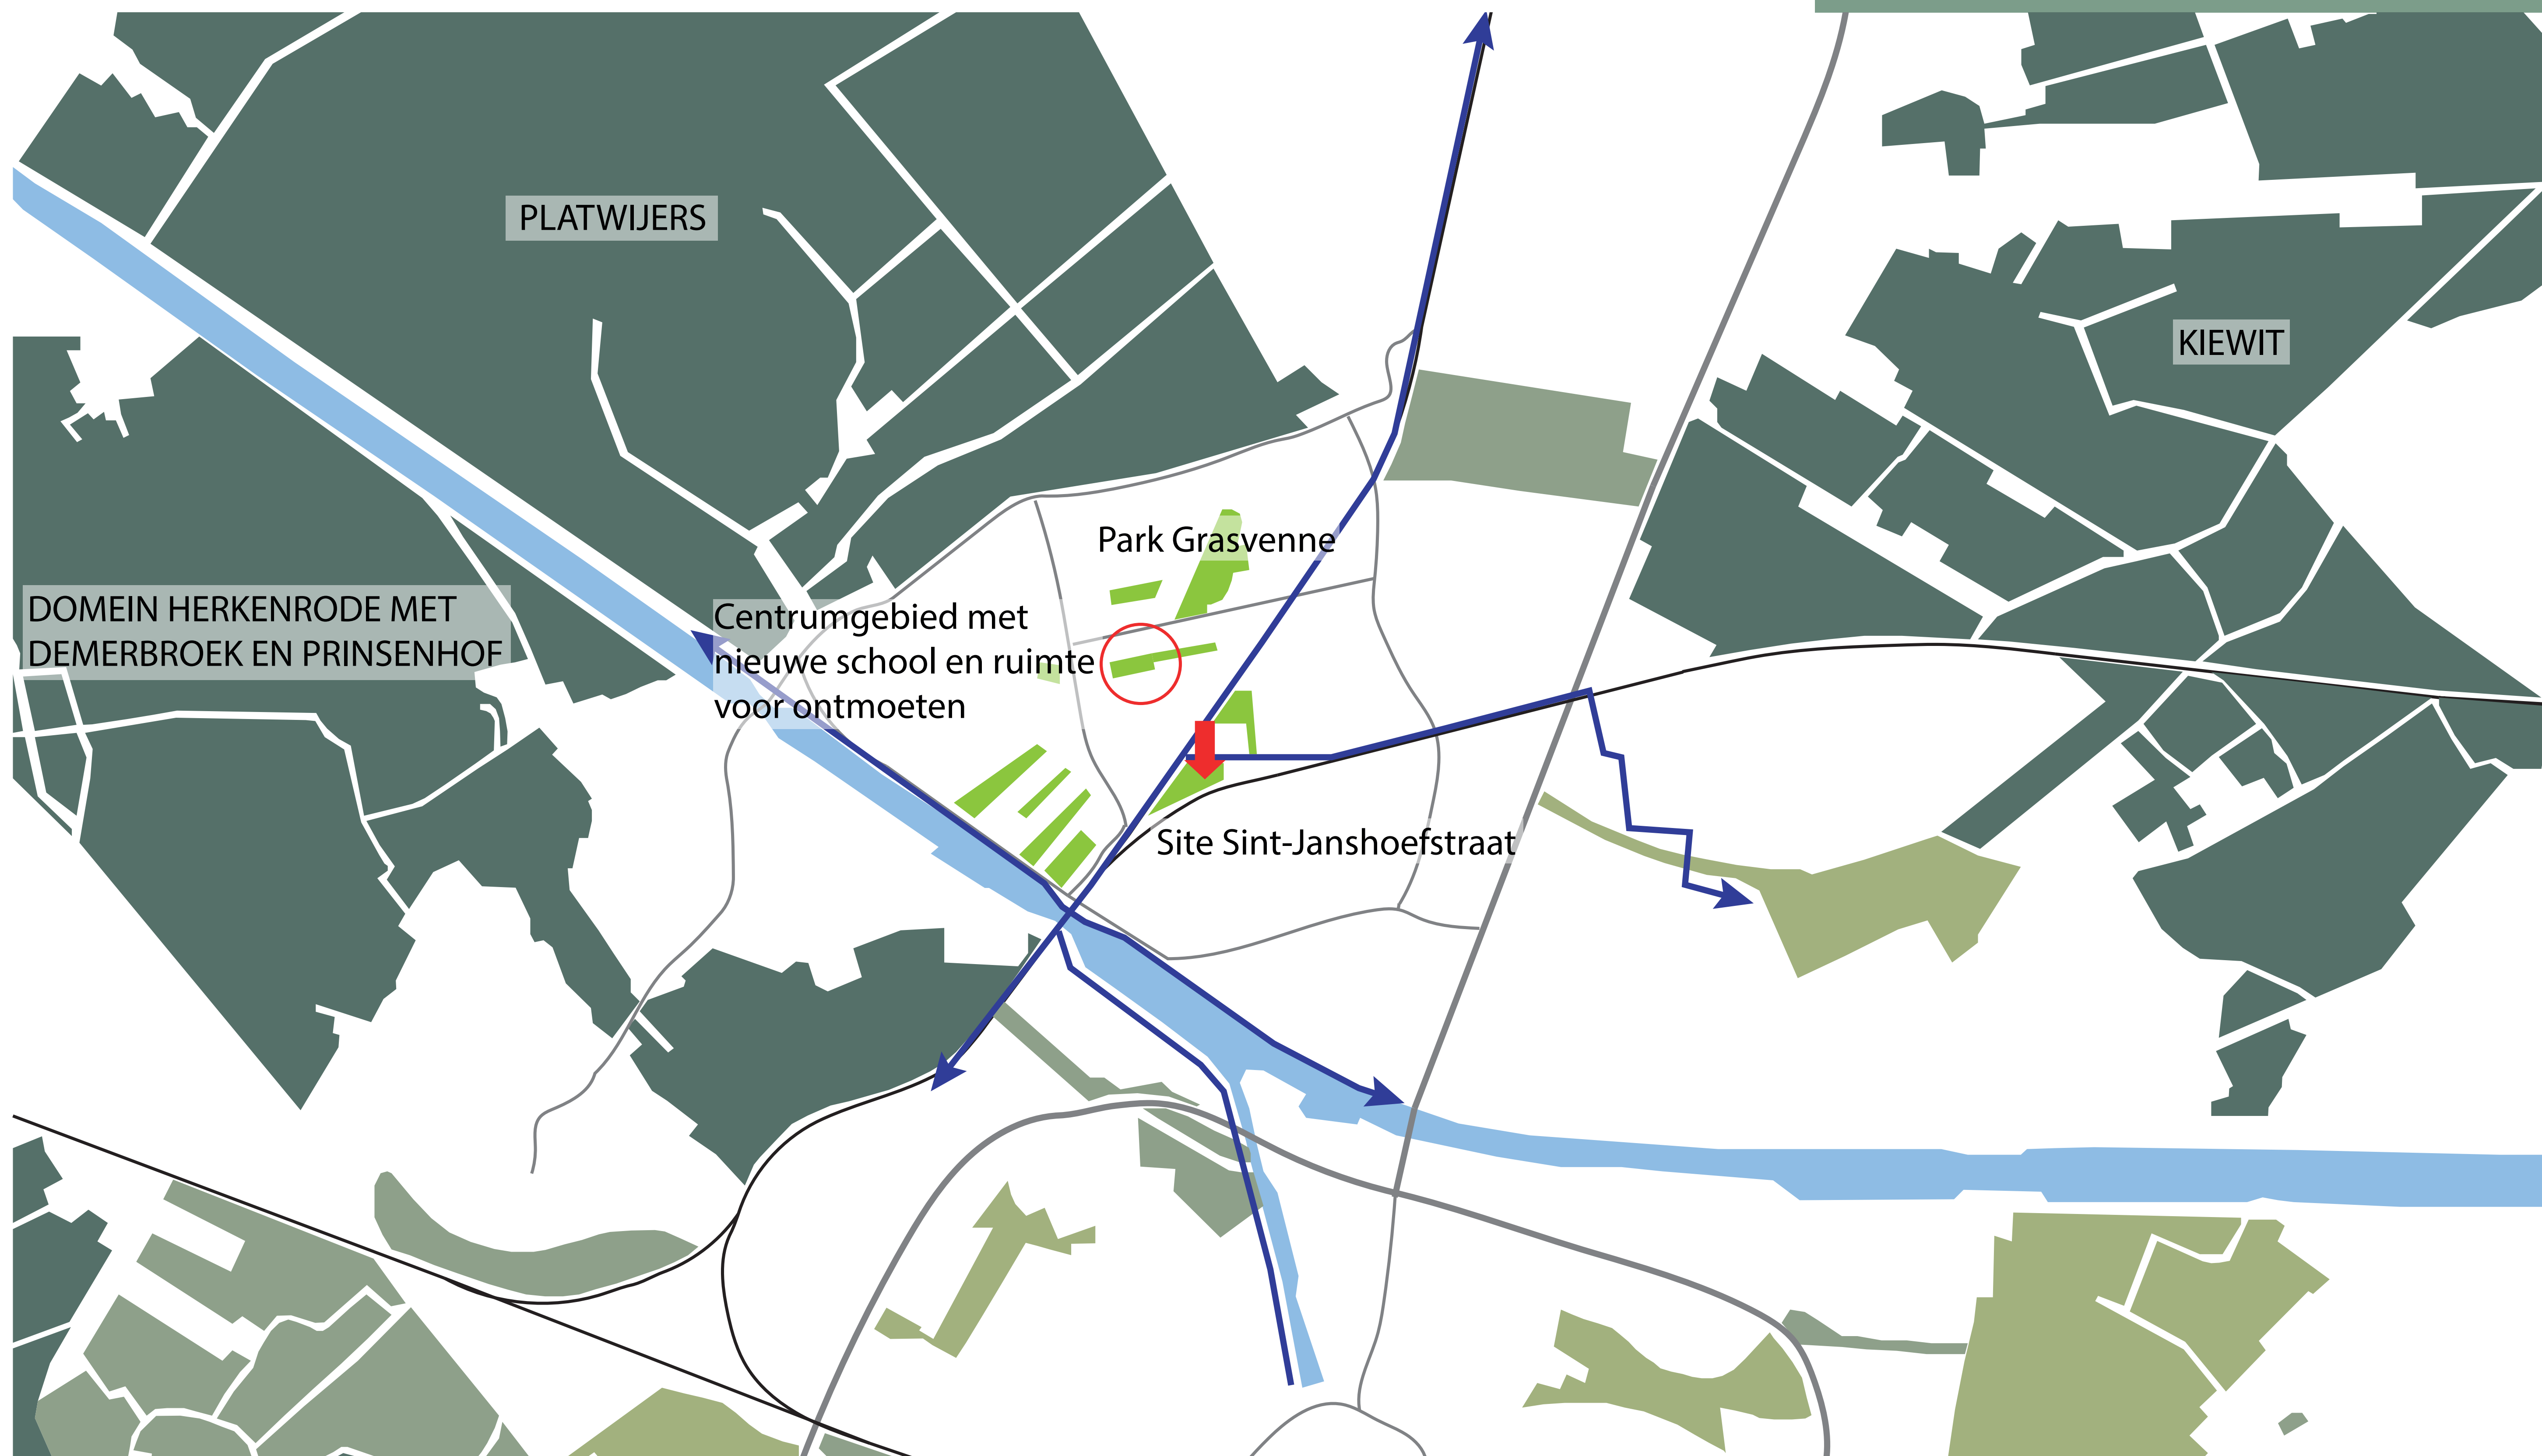 PLATWIJERS
KIEWIT
Park Grasvenne
DOMEIN HERKENRODE MET
DEMERBROEK EN PRINSENHOF
Centrumgebied met
nieuwe school en ruimte
voor ontmoeten
Site Sint-Janshoefstraat